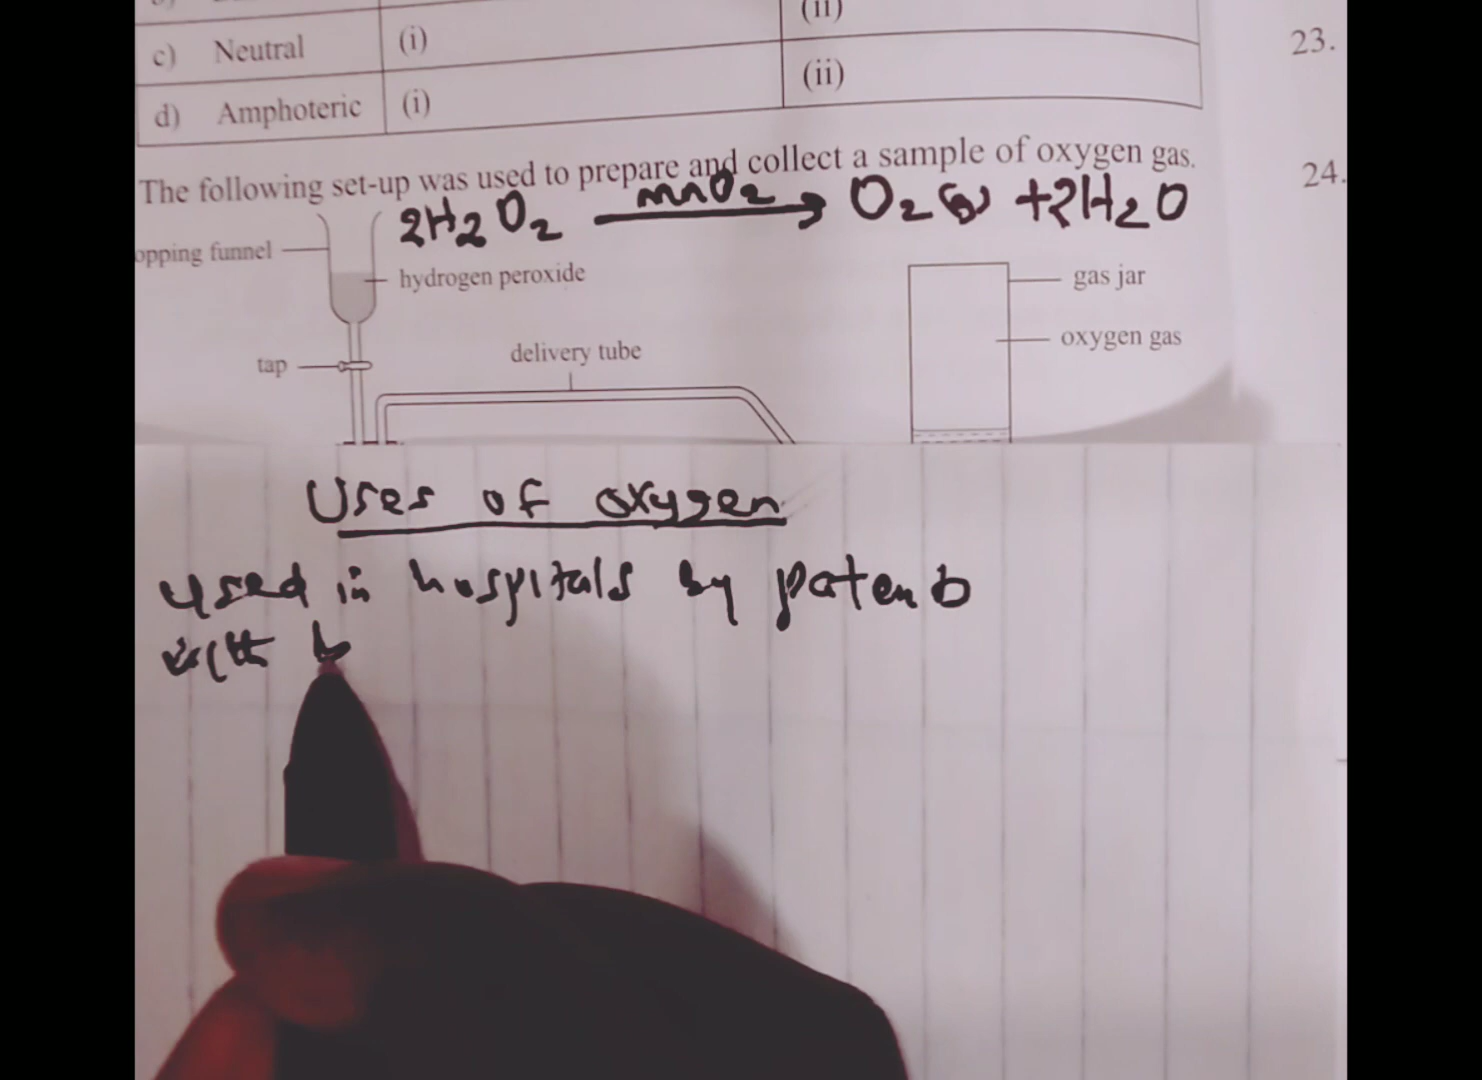 (ii)
c) Neutral (i)
23.
(ii)
d) Amphoteric (i)
The following set-up was used to prepare and collect a sample of oxygen gas.
24.
MnO2
2H2O2 → O2(g) + 2H2O
opping funnel
hydrogen peroxide
gas jar
oxygen gas
delivery tube
tap
Uses of oxygen
Used in hospitals by patents
with b